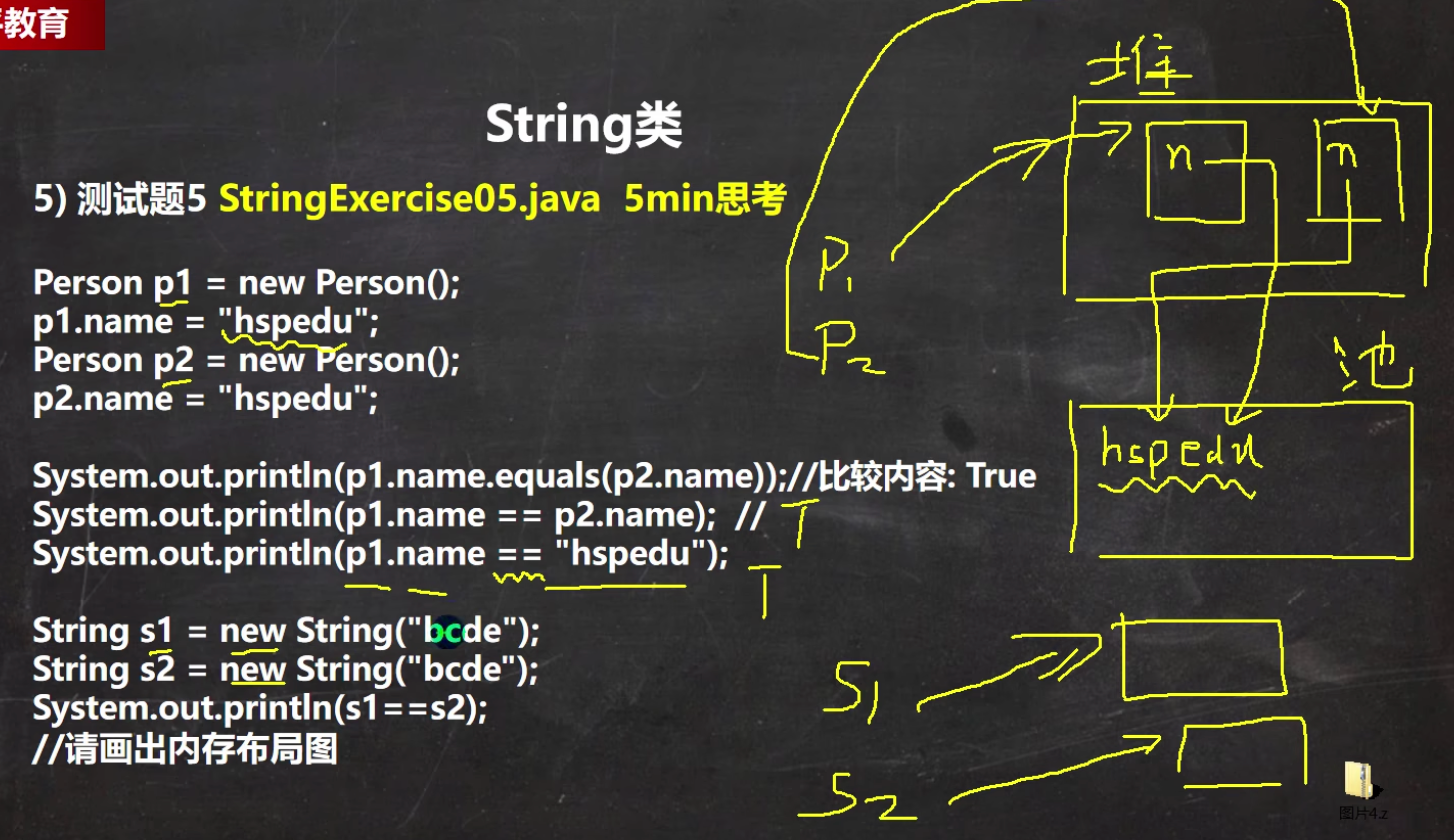 教育
String类
5) 测试题5 StringExercise05.java 5min思考
Person p1 = new Person();
p1.name = "hspedu";
Person p2 = new Person();
p2.name = "hspedu";
System.out.println(p1.name.equals(p2.name));//比较内容: True
System.out.println(p1.name == p2.name); // T
System.out.println(p1.name == "hspedu"); T
String s1 = new String("bcde");
String s2 = new String("bcde");
System.out.println(s1==s2);
//请画出内存布局图
堆
n
n
P1
P2
池
hspedu
S1
S2
图片4.z